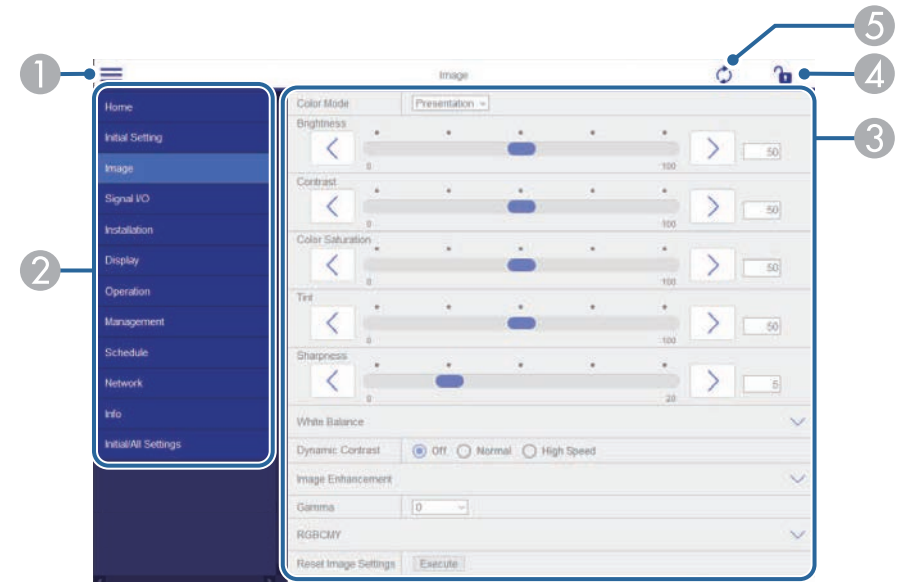 5
1
Image
4
Home
Color Mode
Presentation
Initial Setting
Brightness
3
0
100
50
Image
Contrast
Signal I/O
0
100
50
Installation
Color Saturation
2
Display
0
100
50
Operation
Tint
Management
0
100
50
Schedule
Sharpness
Network
0
20
5
Info
White Balance
Initial/All Settings
Dynamic Contrast
Off Normal High Speed
Image Enhancement
Gamma
0
RGBCMY
Reset Image Settings
Execute